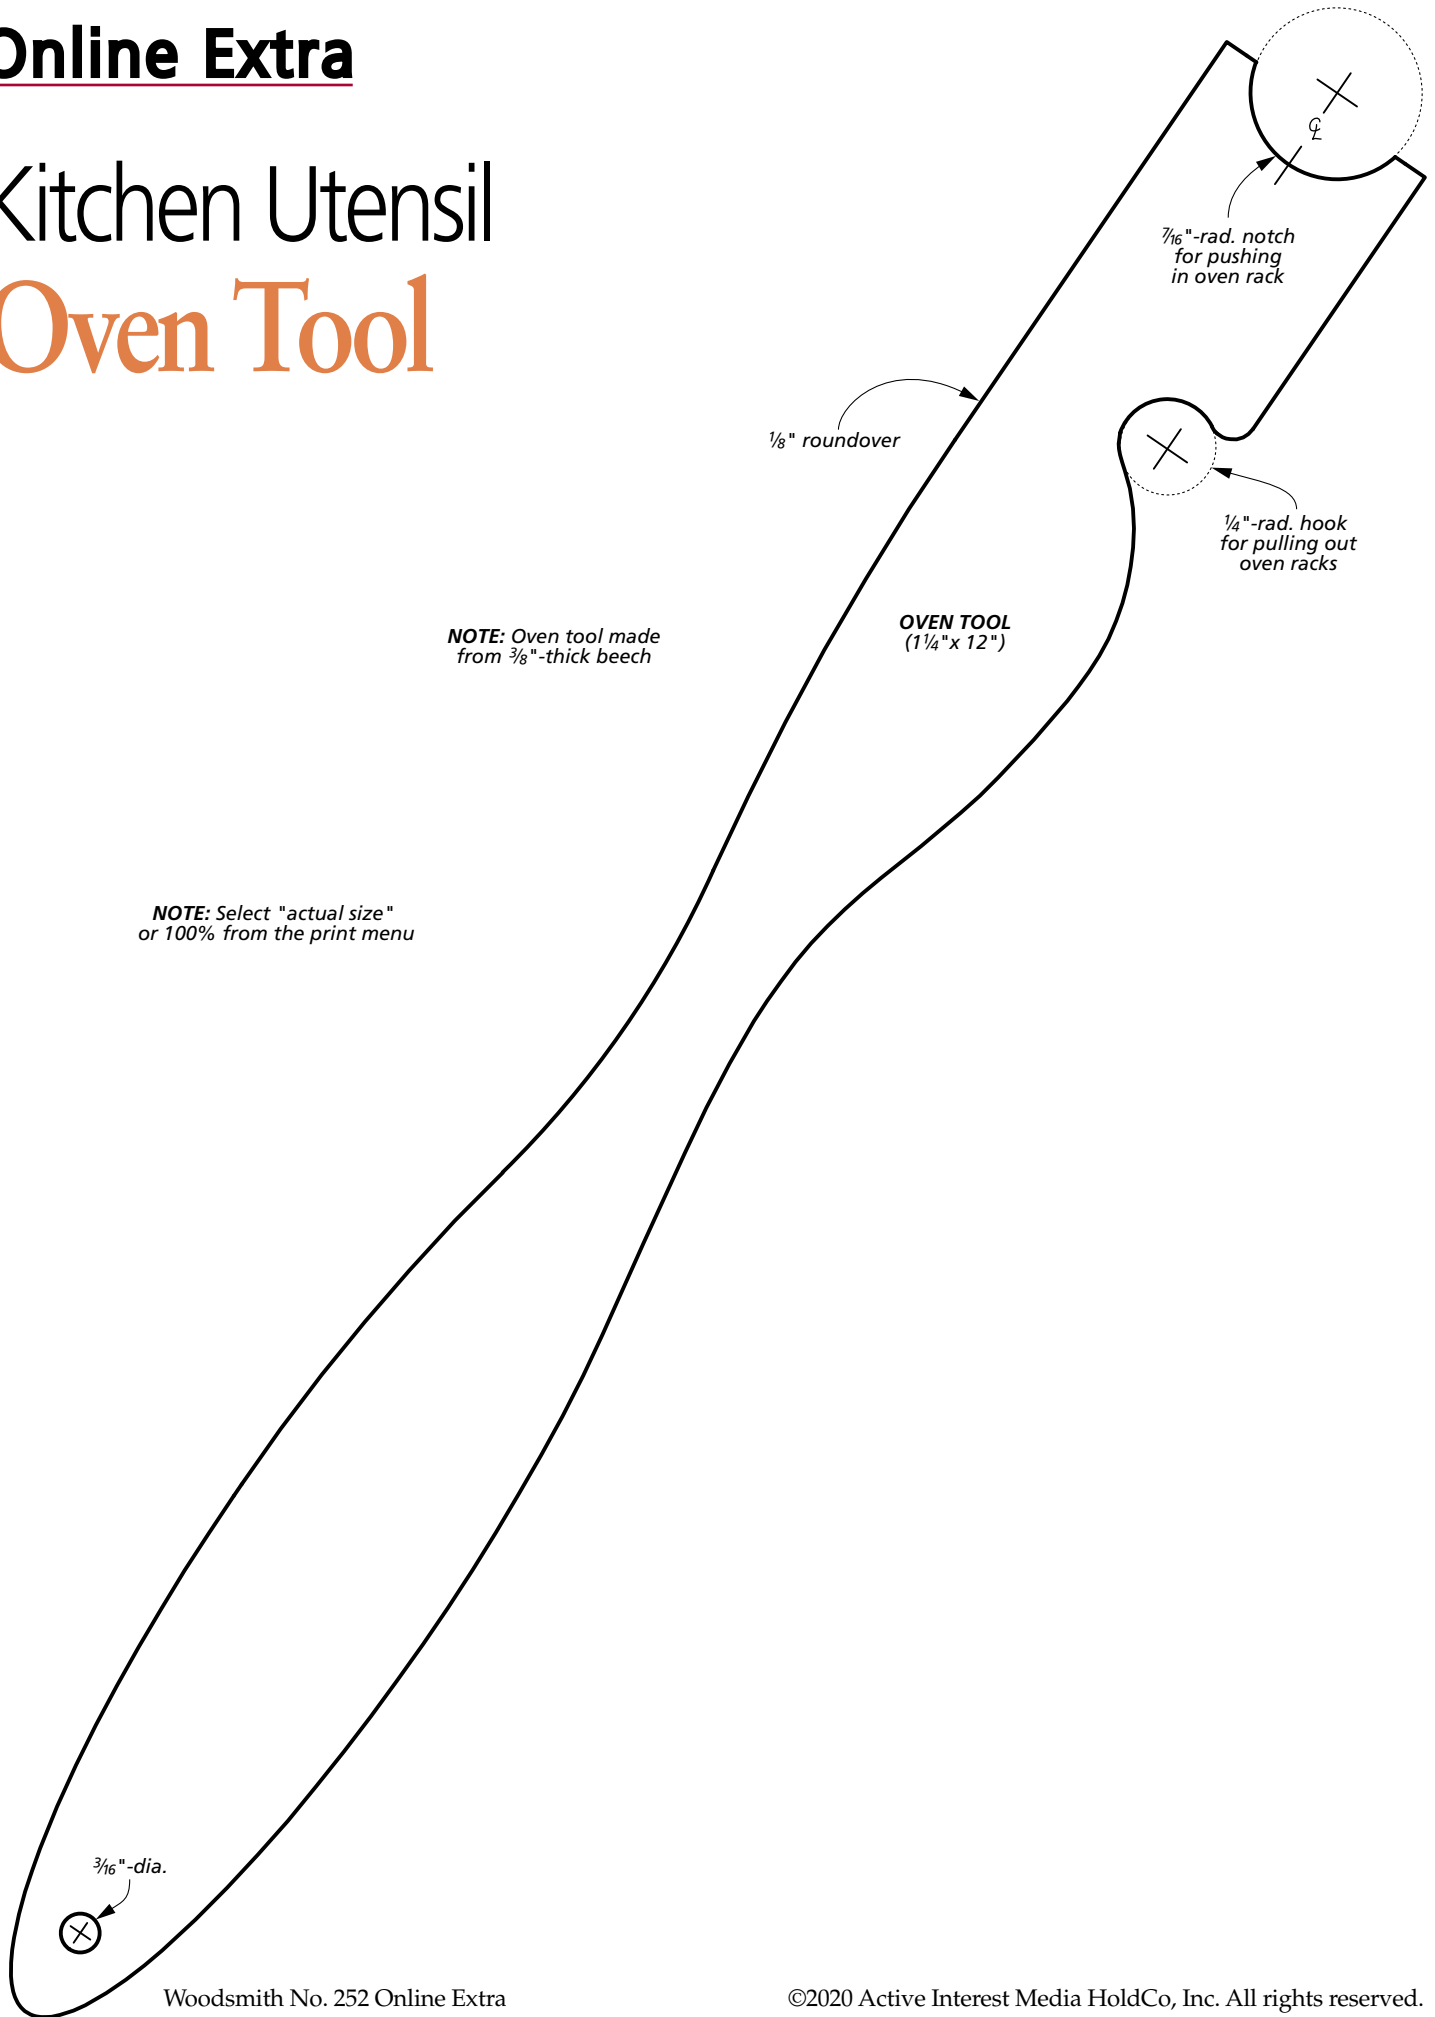 Online Extra
Kitchen Utensil
Oven Tool
℄
7/16"-rad. notch
for pushing
in oven rack
1/8" roundover
1/4"-rad. hook
for pulling out
oven racks
NOTE: Oven tool made
from 3/8"-thick beech
OVEN TOOL
(1 1/4" x 12")
NOTE: Select "actual size"
or 100% from the print menu
3/16"-dia.
Woodsmith No. 252 Online Extra
©2020 Active Interest Media HoldCo, Inc. All rights reserved.